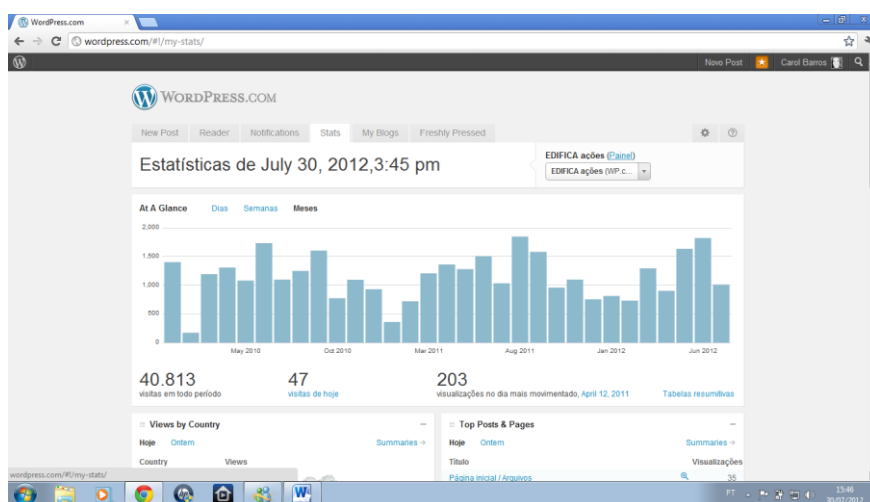 WordPress.com
wordpress.com/#!/my-stats/
Novo Post
Carol Barros
WORDPRESS.COM
New Post Reader Notifications Stats My Blogs Freshly Pressed
Estatísticas de July 30, 2012,3:45 pm
EDIFICA ações (Painel)
EDIFICA ações (WP.c...
At A Glance Dias Semanas Meses
2,000
1,500
1,000
500
0
May 2010 Oct 2010 Mar 2011 Aug 2011 Jan 2012 Jun 2012
40.813 47 203
visitas em todo período visitas de hoje visualizações no dia mais movimentado, April 12, 2011 Tabelas resumitivas
Views by Country Top Posts & Pages
Hoje Ontem Summaries → Hoje Ontem Summaries →
Country Views Título Visualizações
Página inicial / Arquivos 35
wordpress.com/#!/my-stats/
PT 15:46
30/07/2012